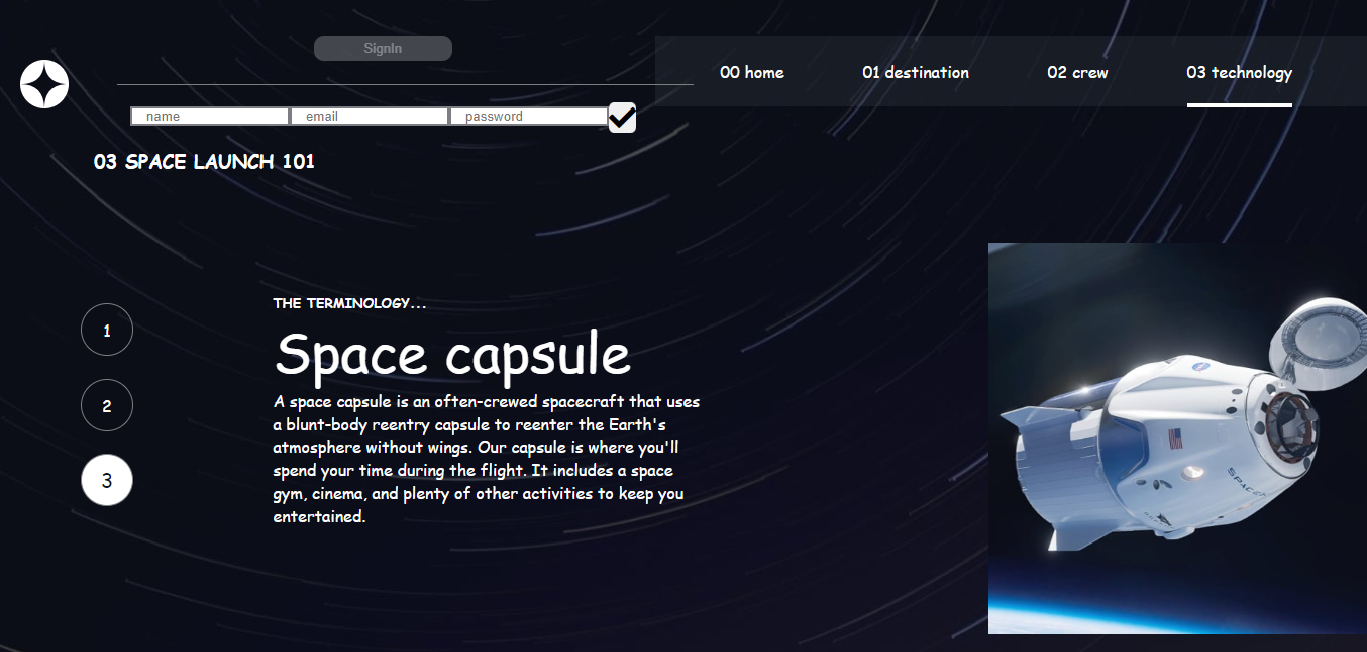 SignIn
00 home
01 destination
02 crew
03 technology
name
email
password
03 SPACE LAUNCH 101
THE TERMINOLOGY...
1
Space capsule
2
A space capsule is an often-crewed spacecraft that uses
a blunt-body reentry capsule to reenter the Earth's
atmosphere without wings. Our capsule is where you'll
spend your time during the flight. It includes a space
gym, cinema, and plenty of other activities to keep you
entertained.
3
SPACEX